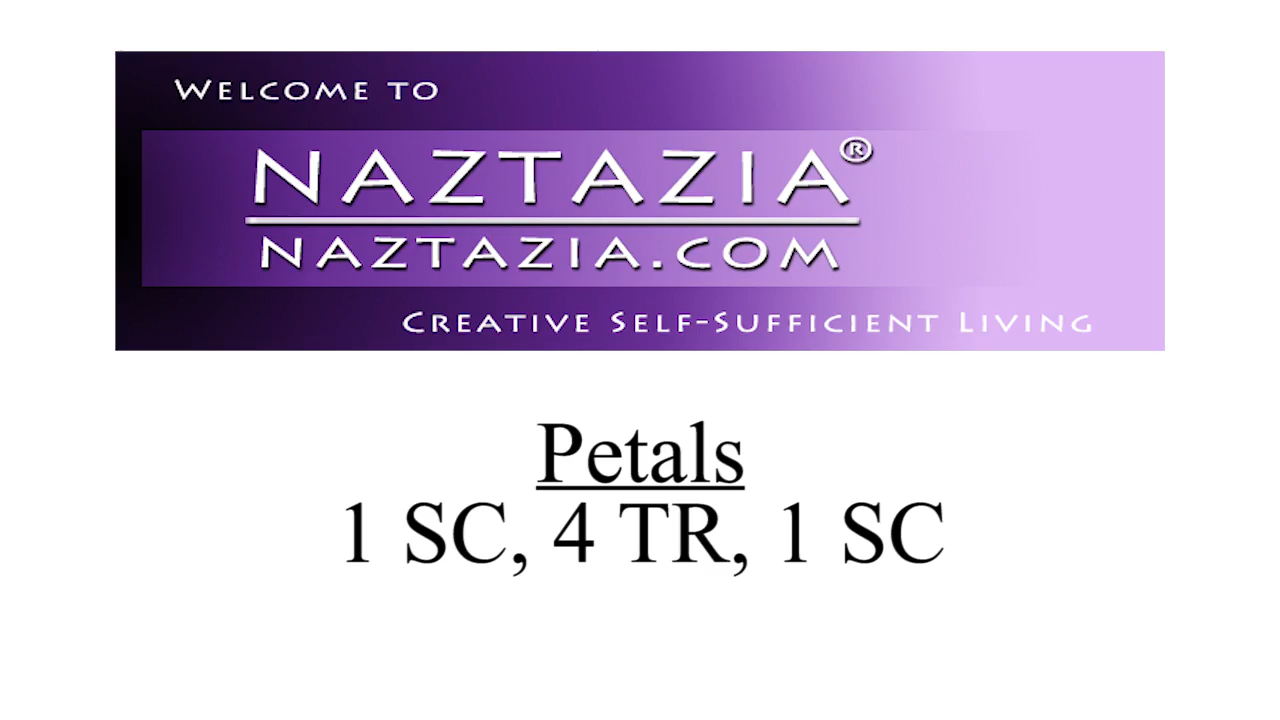 WELCOME TO
NAZTAZIA®
NAZTAZIA.COM
CREATIVE SELF-SUFFICIENT LIVING
Petals
1 SC, 4 TR, 1 SC